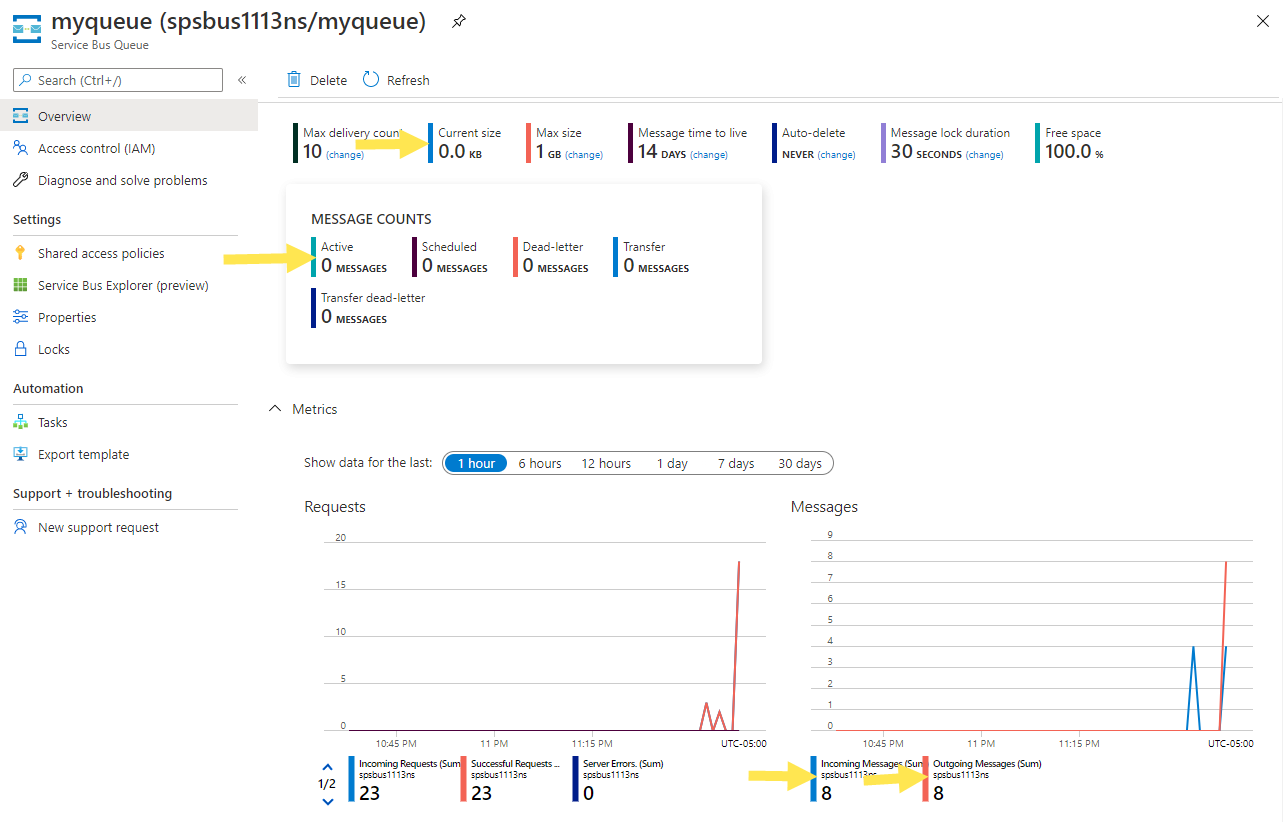 myqueue (spsbus1113ns/myqueue)
Service Bus Queue
Search (Ctrl+/)
«
Delete
Refresh
Overview
Access control (IAM)
Diagnose and solve problems
Settings
Shared access policies
Service Bus Explorer (preview)
Properties
Locks
Automation
Tasks
Export template
Support + troubleshooting
New support request
Max delivery count
10 (change)
Current size
0.0 KB
Max size
1 GB (change)
Message time to live
14 DAYS (change)
Auto-delete
NEVER (change)
Message lock duration
30 SECONDS (change)
Free space
100.0 %
MESSAGE COUNTS
Active
0 MESSAGES
Scheduled
0 MESSAGES
Dead-letter
0 MESSAGES
Transfer
0 MESSAGES
Transfer dead-letter
0 MESSAGES
Metrics
Show data for the last: 1 hour 6 hours 12 hours 1 day 7 days 30 days
Requests
20
15
10
5
0
10:45 PM 11 PM 11:15 PM UTC-05:00
1/2
Incoming Requests (Sum)
spsbus1113ns
23
Successful Requests ...
spsbus1113ns
23
Server Errors. (Sum)
spsbus1113ns
0
Messages
9
8
7
6
5
4
3
2
1
0
10:45 PM 11 PM 11:15 PM UTC-05:00
Incoming Messages (Sum)
spsbus1113ns
8
Outgoing Messages (Sum)
spsbus1113ns
8